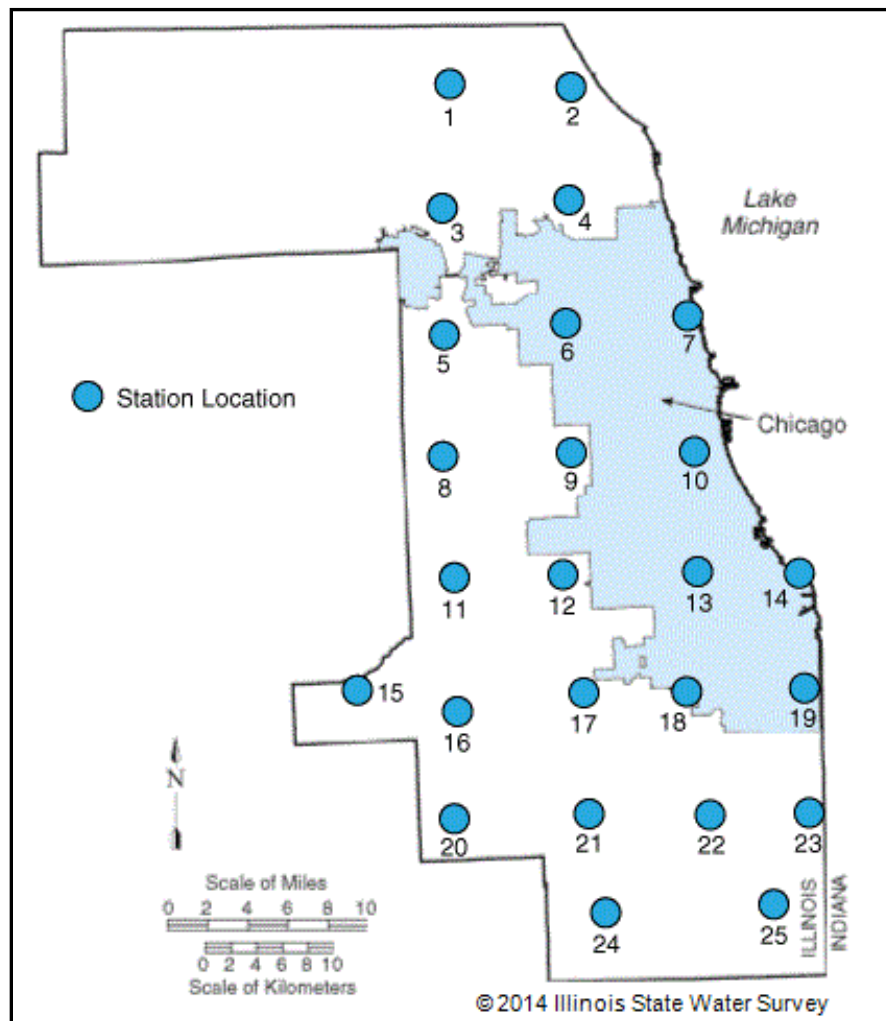 1
2
Lake
Michigan
3
4
5
6
7
Station Location
Chicago
8
9
10
11
12
13
14
15
16
17
18
19
N
20
21
22
23
Scale of Miles
0 2 4 6 8 10
0 2 4 6 8 10
Scale of Kilometers
24
25
ILLINOIS
INDIANA
© 2014 Illinois State Water Survey